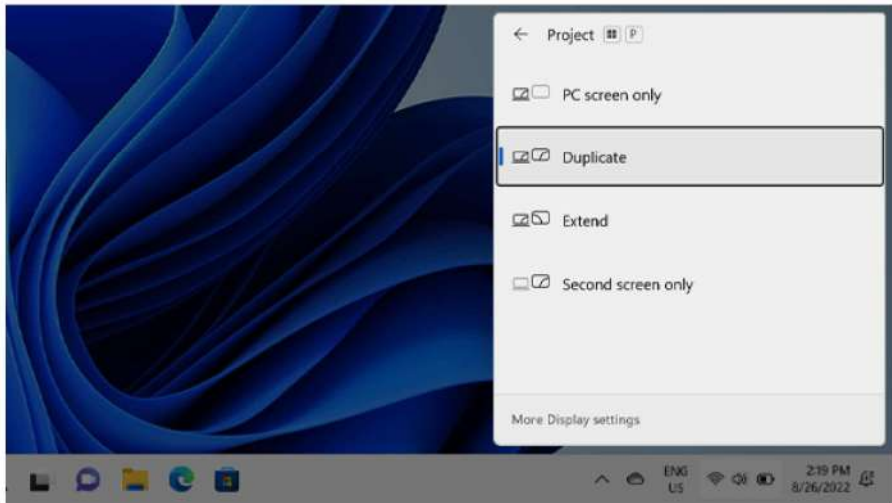 Project P
PC screen only
Duplicate
Extend
Second screen only
More Display settings
ENG
US
2:19 PM
8/26/2022